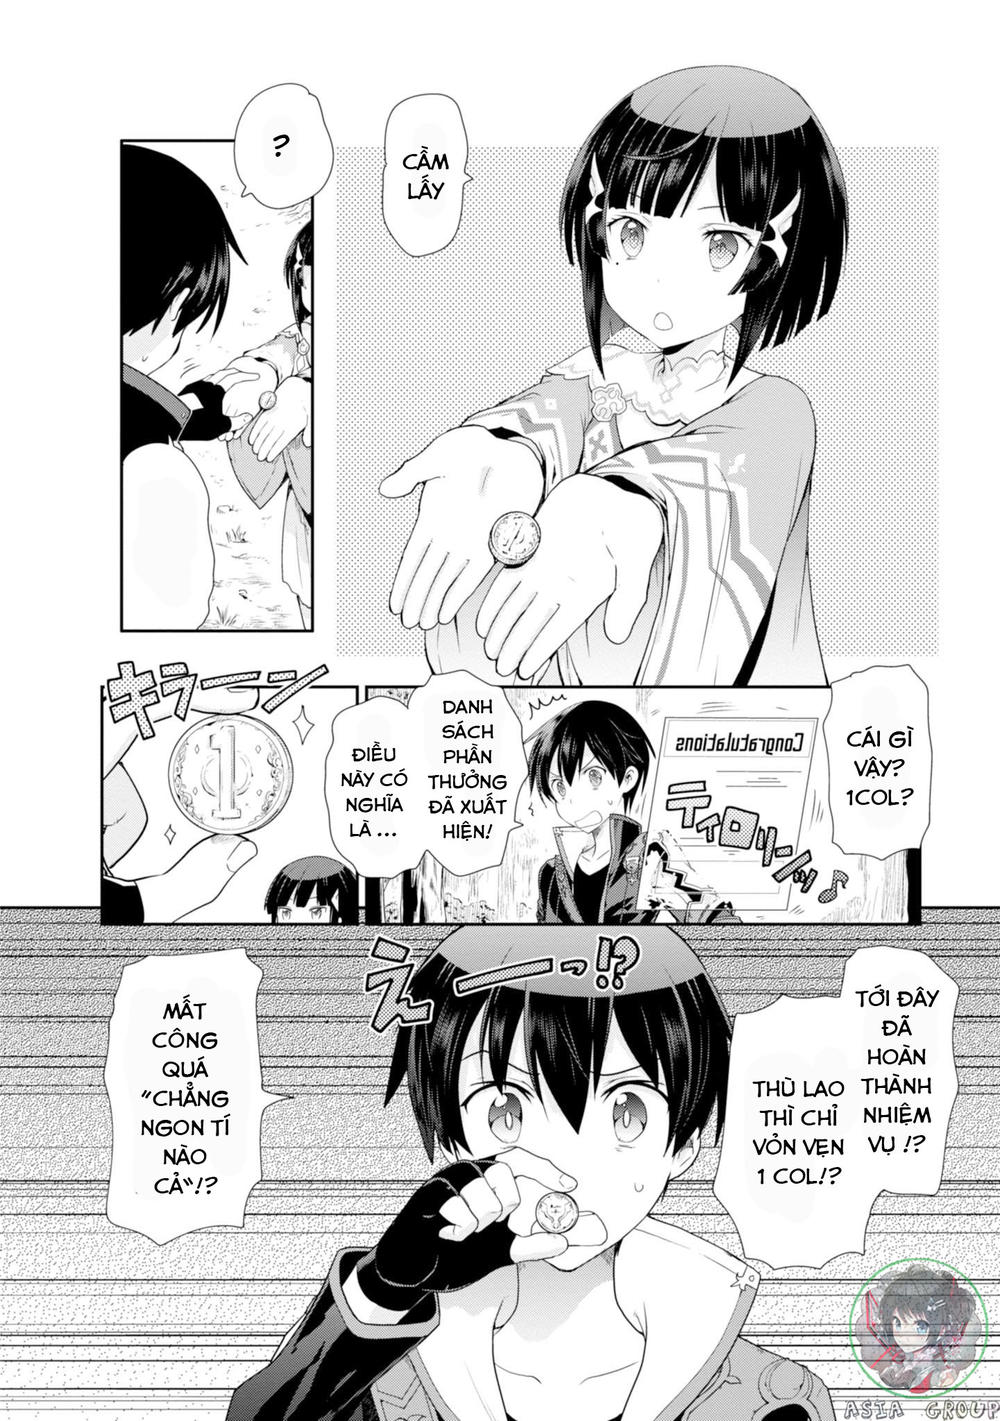 CẦM
LẤY
?
CÁI GÌ
VẬY?
1COL?
Congratulations
ティロリンッ♪
DANH
SÁCH
PHẦN
THƯỞNG
ĐÃ XUẤT
HIỆN!
ĐIỀU
NÀY CÓ
NGHĨA
LÀ ...
キラーーン
1
TỚI ĐÂY
ĐÃ
HOÀN
THÀNH
NHIỆM
VỤ !?
THÙ LAO
THÌ CHỈ
VỎN VẸN
1 COL!?
えーーっ!?
MẤT
CÔNG
QUÁ
"CHẲNG
NGON TÍ
NÀO
CẢ"!?
ASIA GROUP